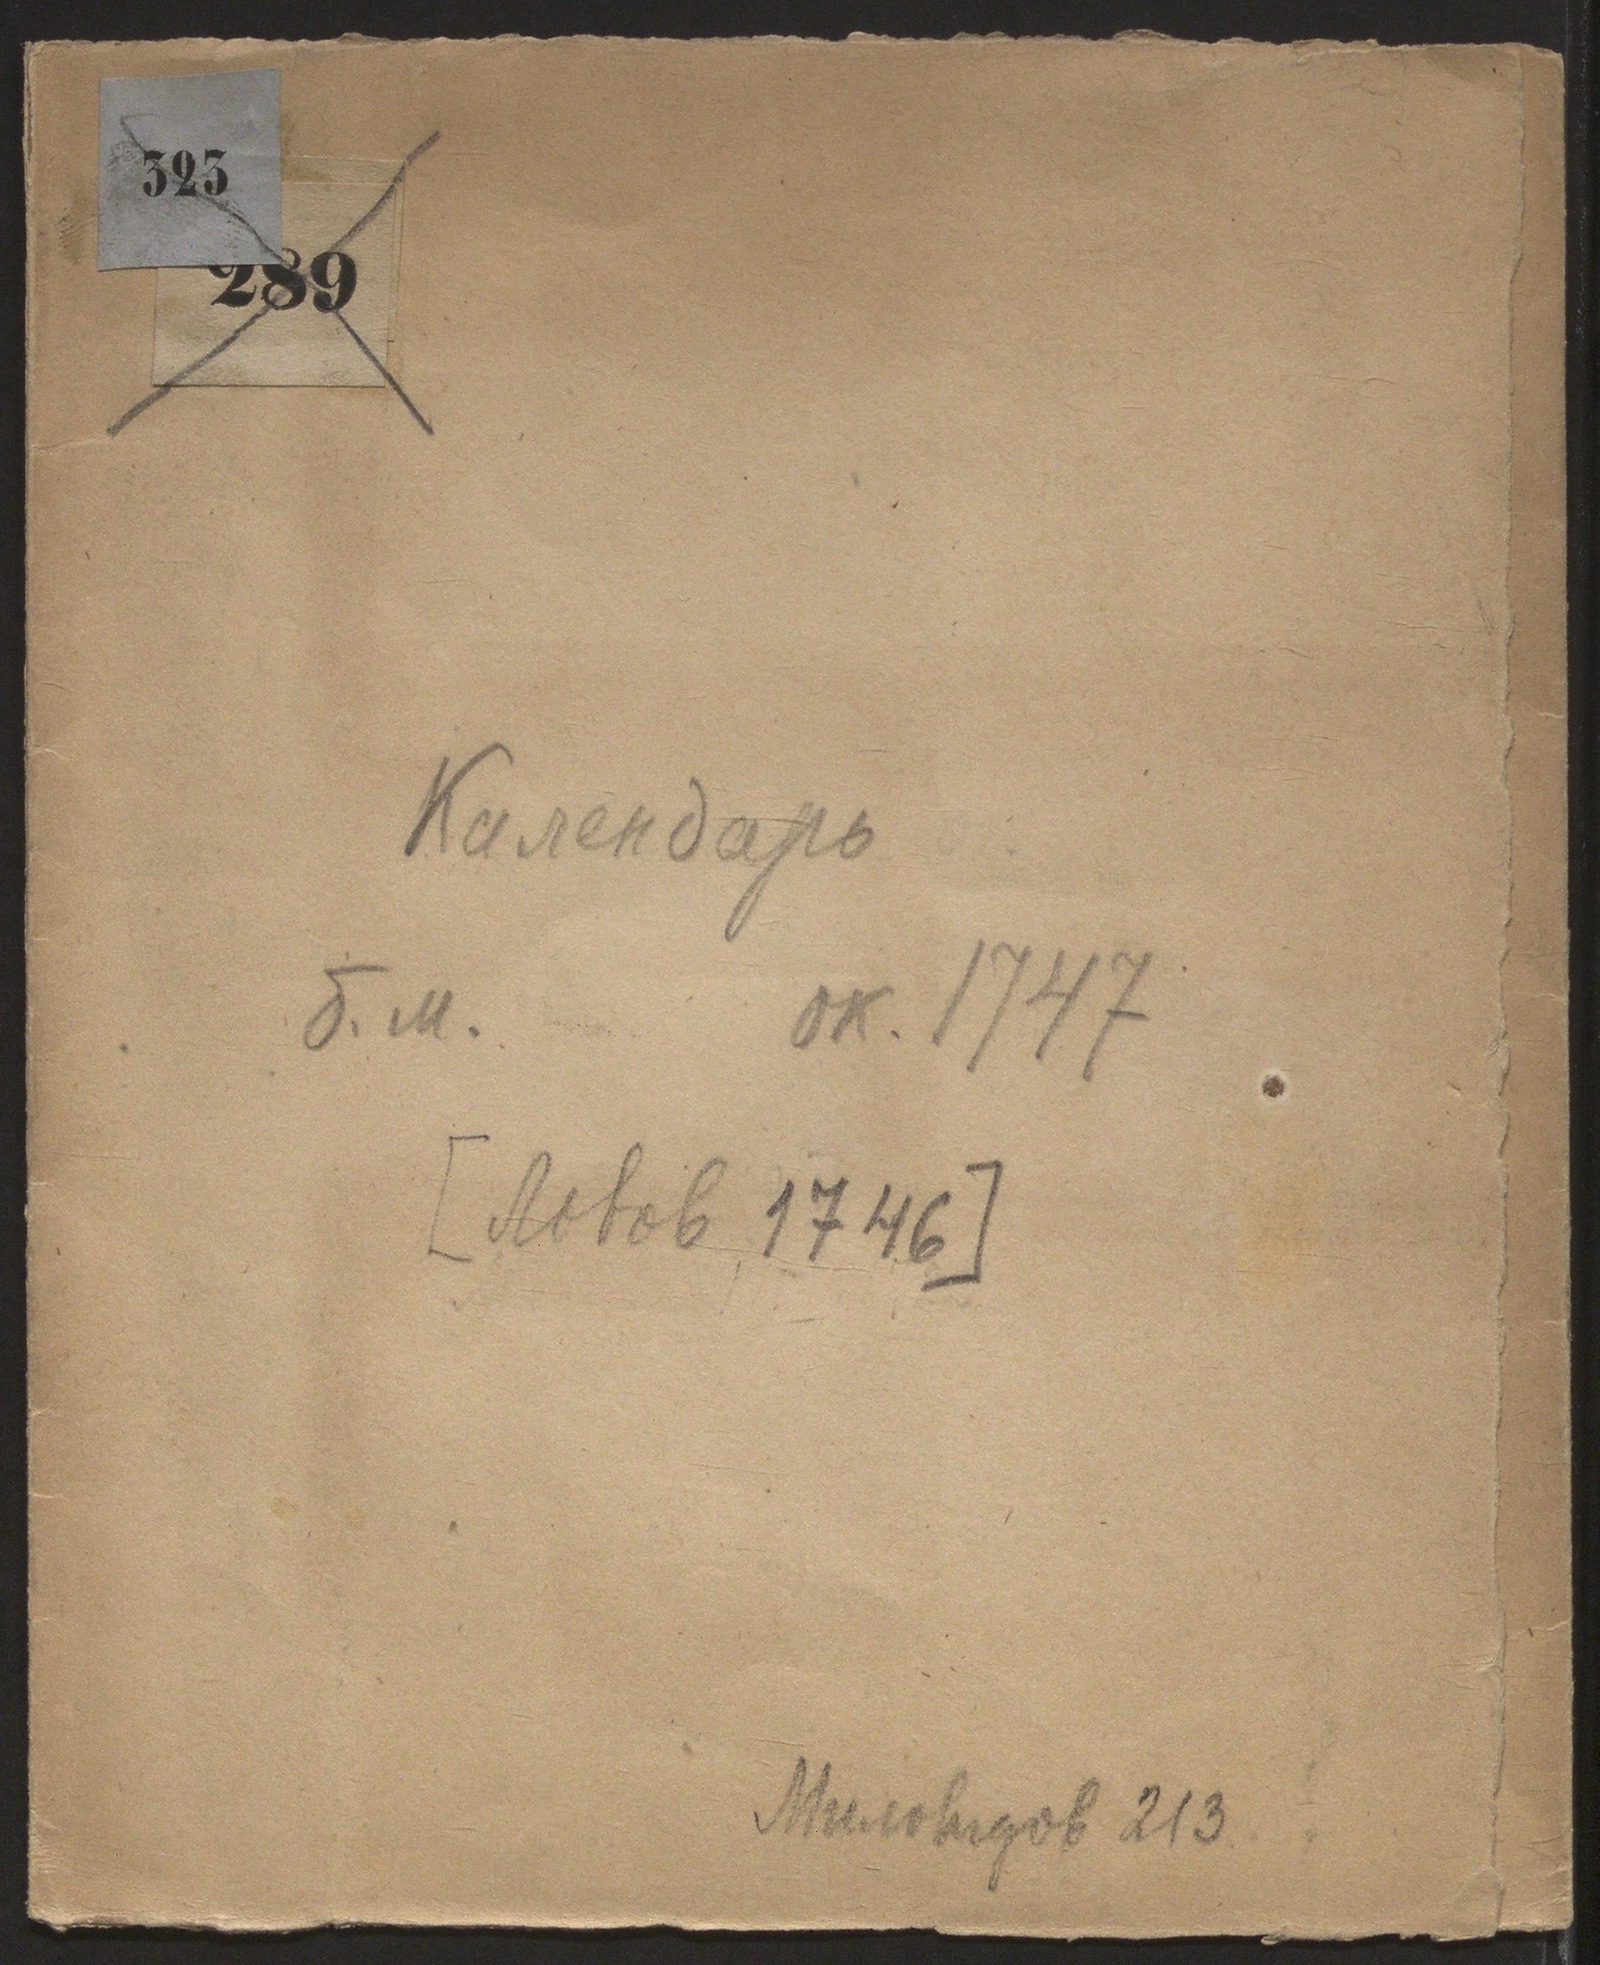 323
289
Календарь
б.м. ок. 1747
[Львов 1746]
Миловидов 213